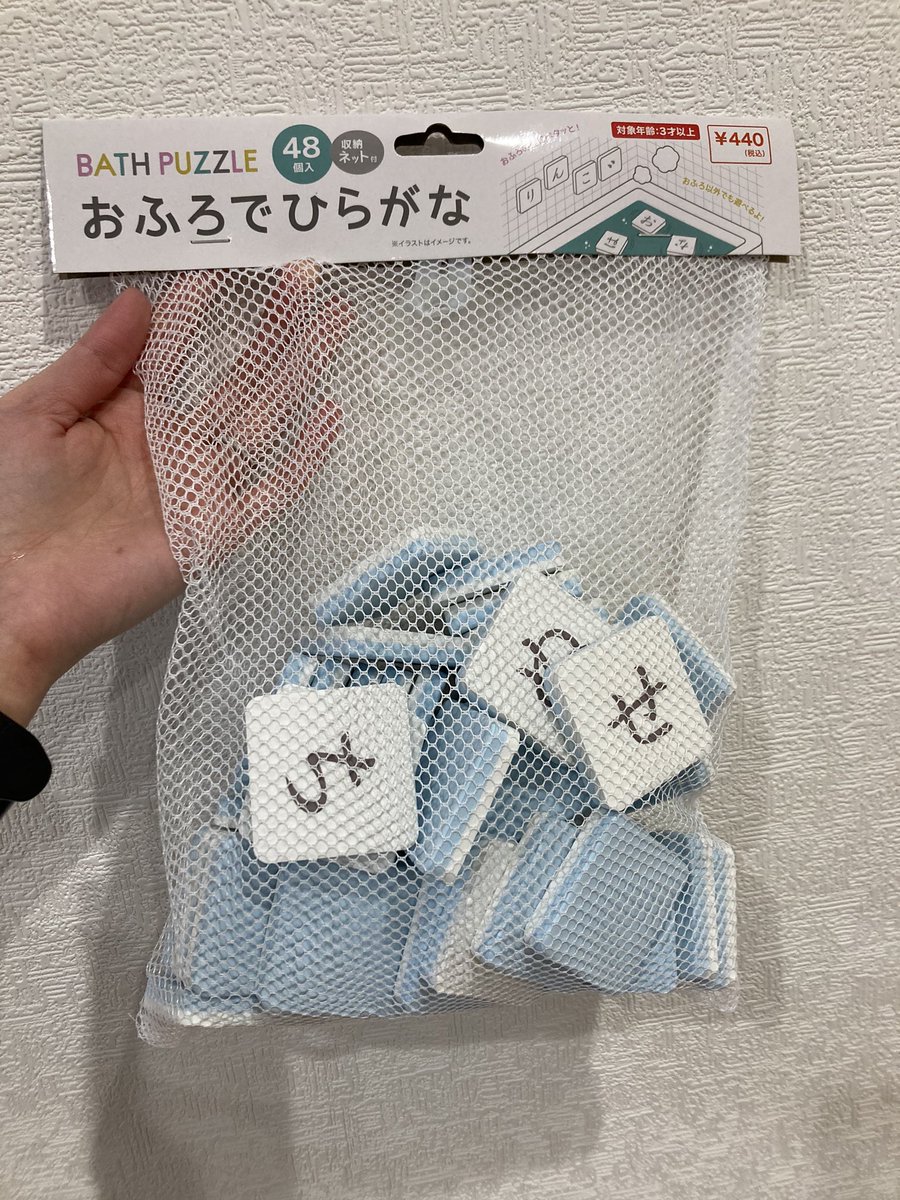 BATH PUZZLE
48
個入
収納
ネット付
おふろでひらがな
※イラストはイメージです。
対象年齢:3才以上
¥440
(税込)
りんご
おふろ以外でも遊べるよ!
お
せ